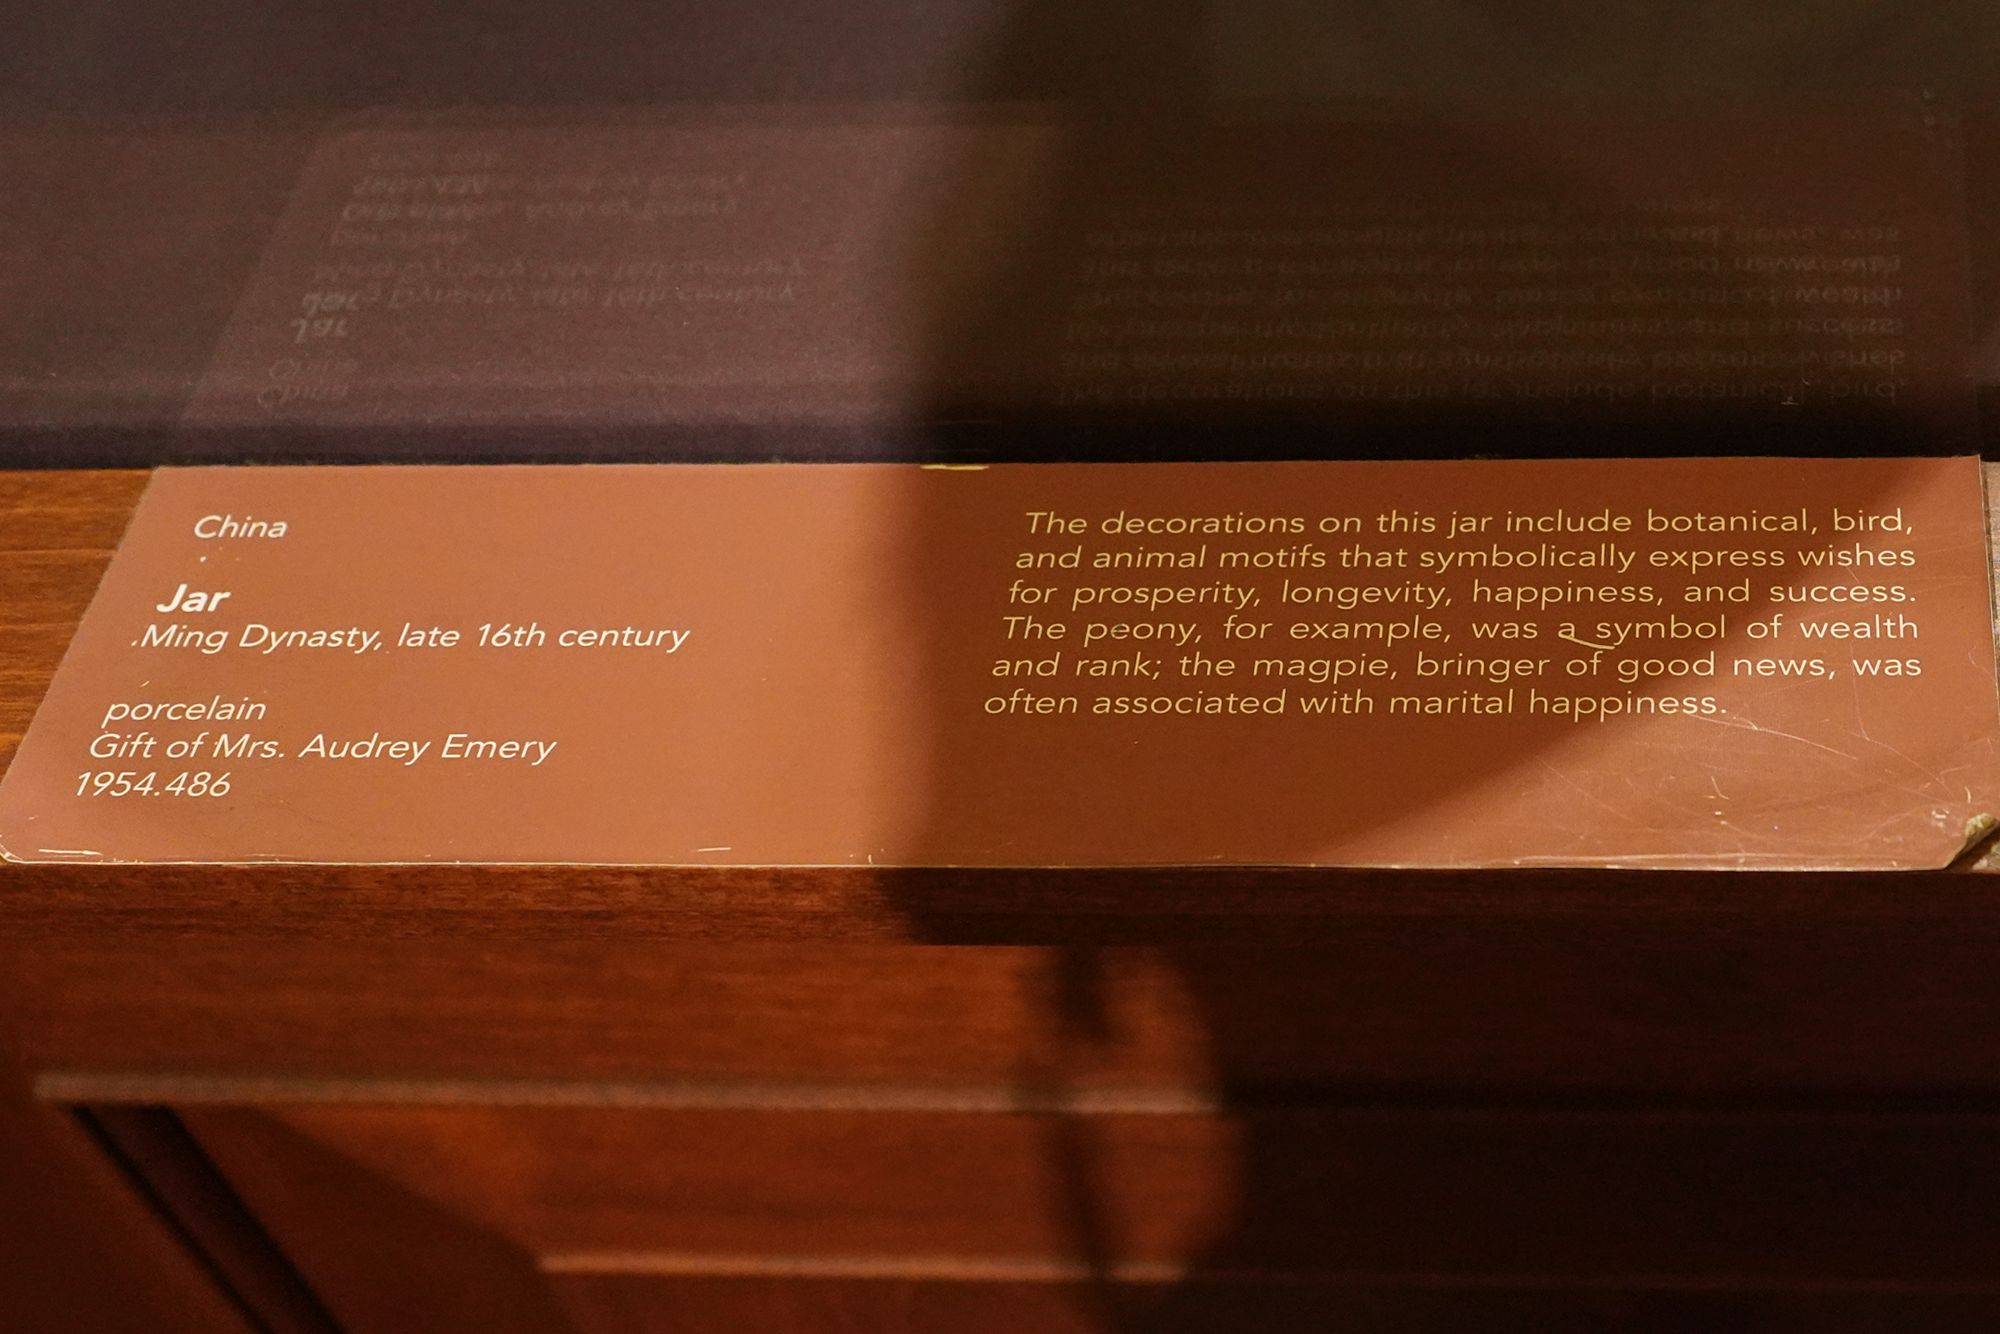 China
Jar
Ming Dynasty, late 16th century
porcelain
Gift of Mrs. Audrey Emery
1954.486
The decorations on this jar include botanical, bird,
and animal motifs that symbolically express wishes
for prosperity, longevity, happiness, and success.
The peony, for example, was a symbol of wealth
and rank; the magpie, bringer of good news, was
often associated with marital happiness.